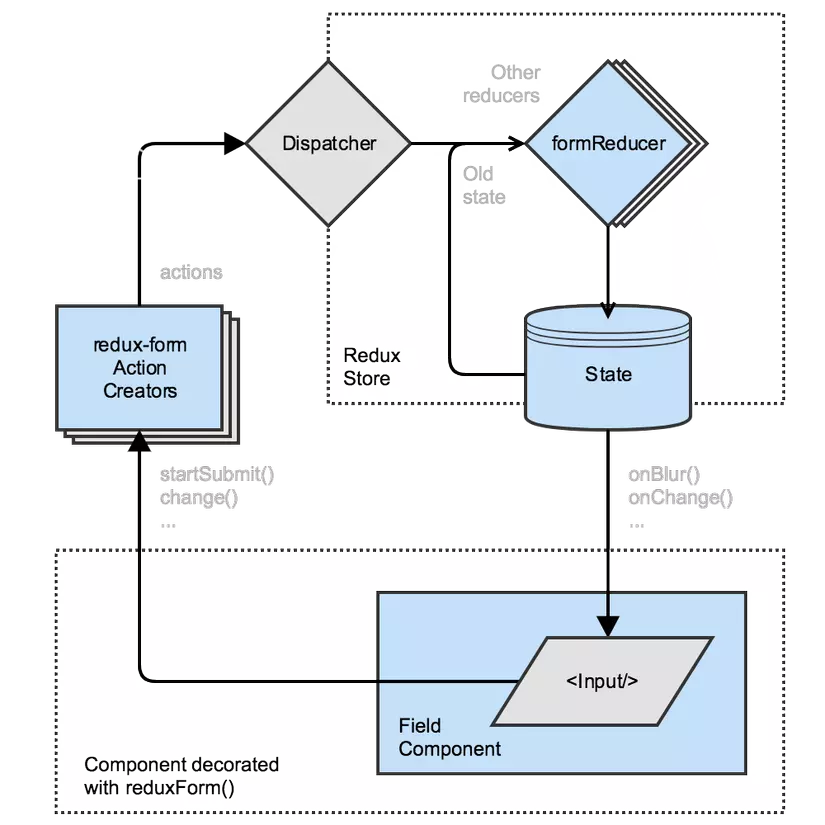 Other
reducers
Dispatcher
formReducer
Old
state
actions
redux-form
Action
Creators
Redux
Store
State
startSubmit()
change()
...
onBlur()
onChange()
...
<Input/>
Field
Component
Component decorated
with reduxForm()